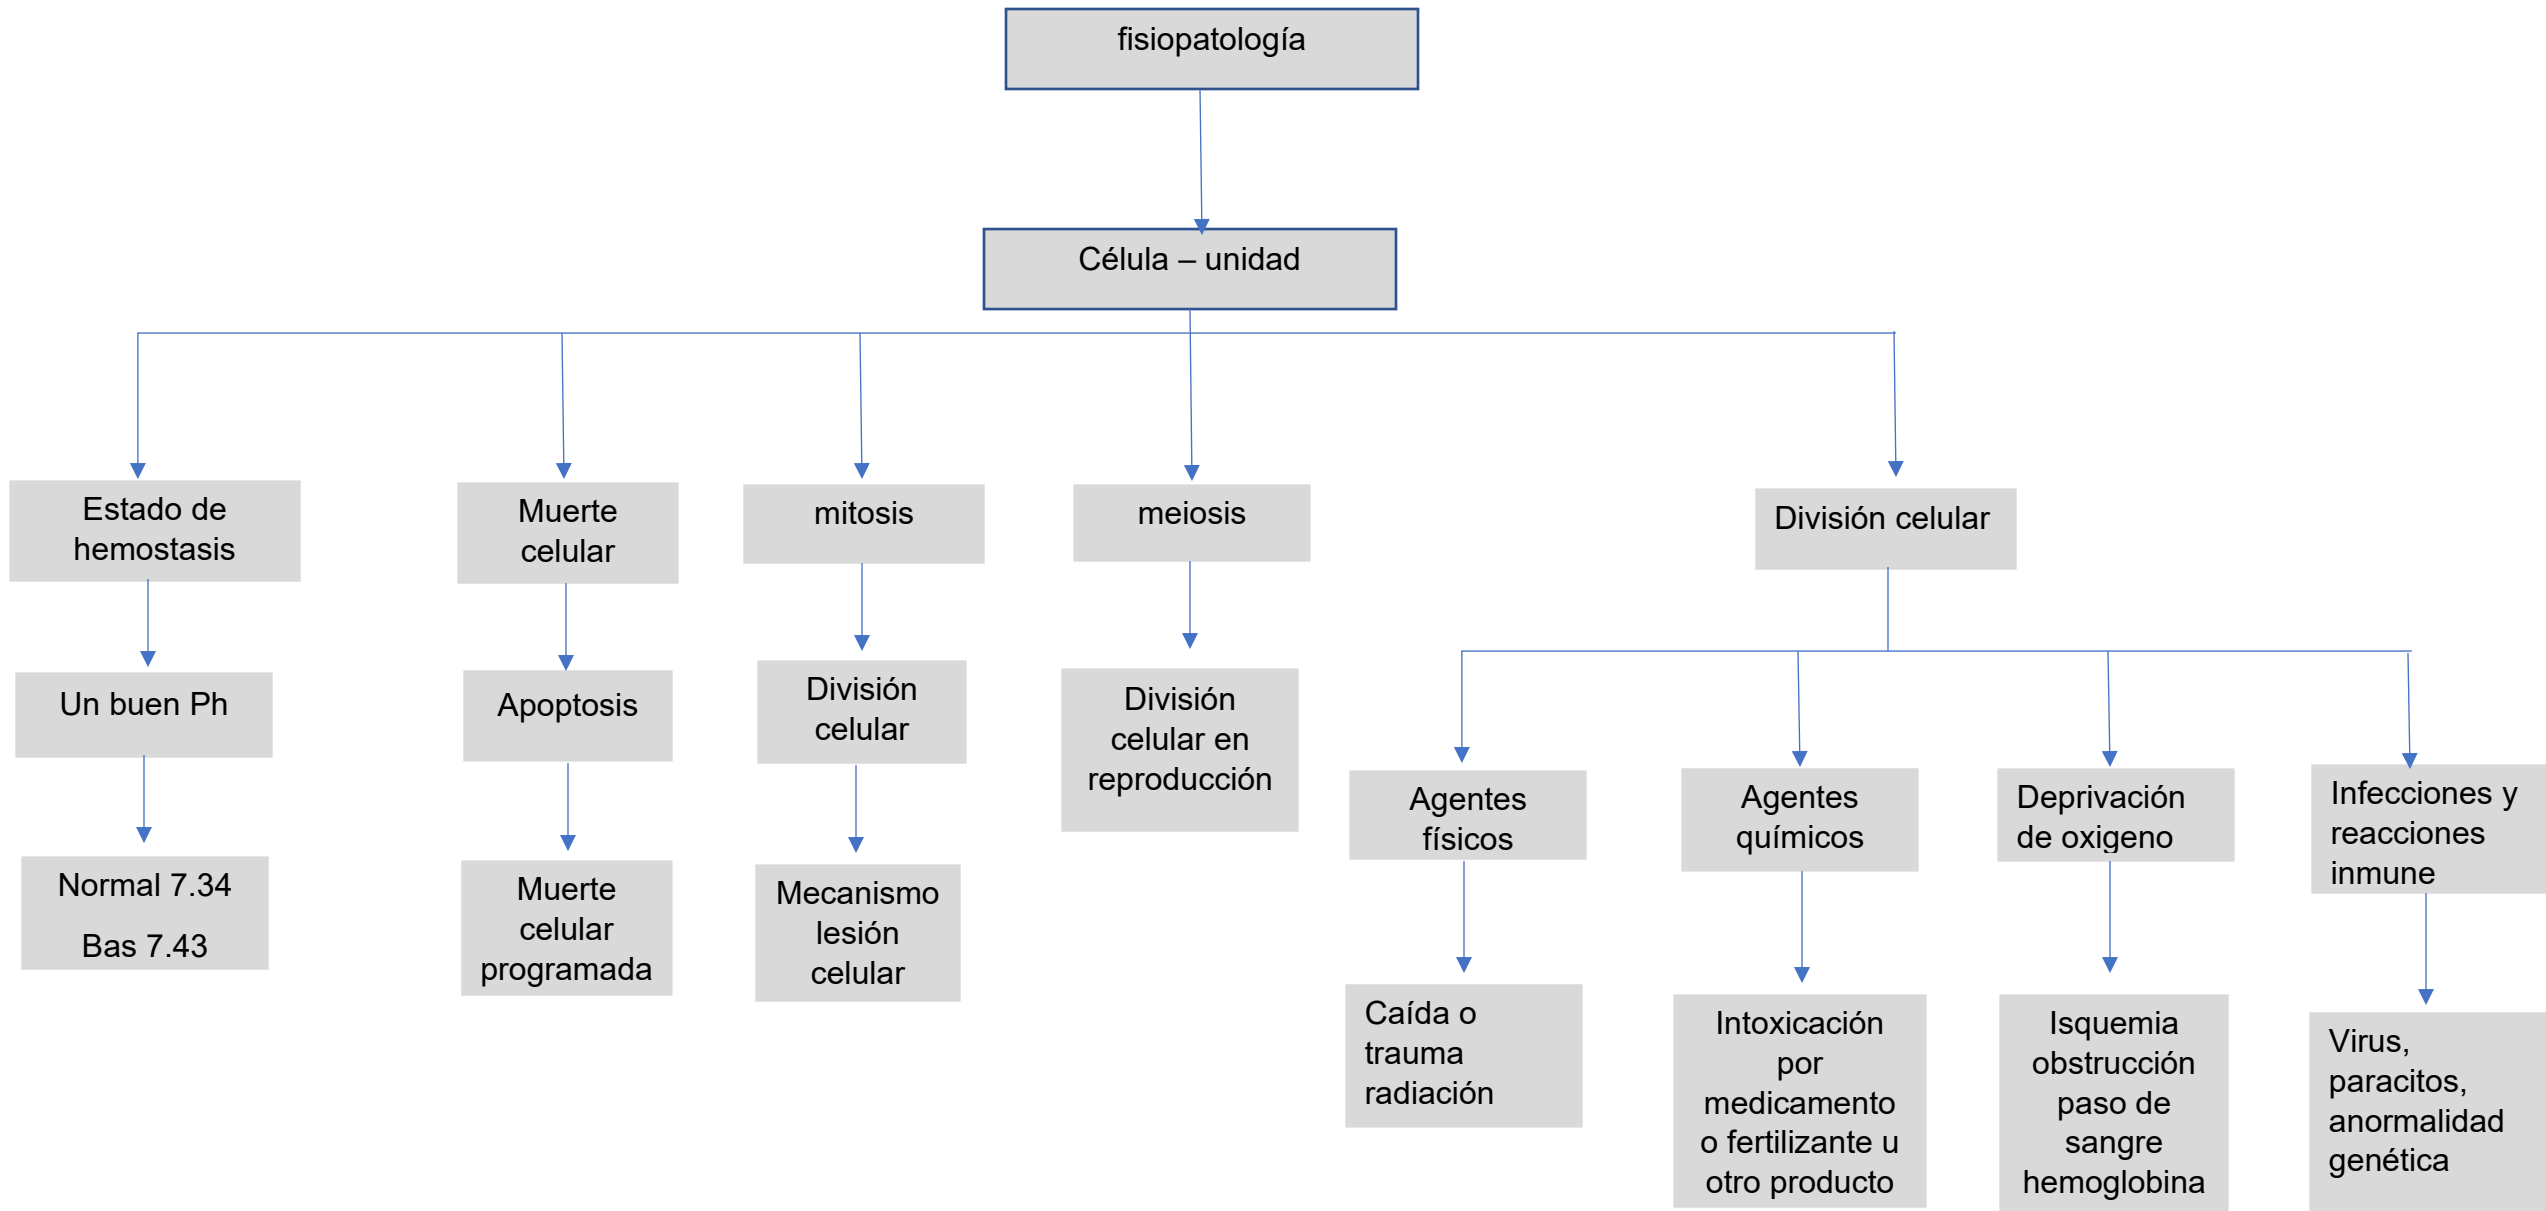 fisiopatología
Célula – unidad
Estado de
hemostasis
Muerte
celular
mitosis
meiosis
División celular
Un buen Ph
Apoptosis
División
celular
División
celular en
reproducción
Agentes
físicos
Agentes
químicos
Deprivación
de oxigeno
Infecciones y
reacciones
inmune
Normal 7.34
Bas 7.43
Muerte
celular
programada
Mecanismo
lesión
celular
Caída o
trauma
radiación
Intoxicación
por
medicamento
o fertilizante u
otro producto
Isquemia
obstrucción
paso de
sangre
hemoglobina
Virus,
paracitos,
anormalidad
genética